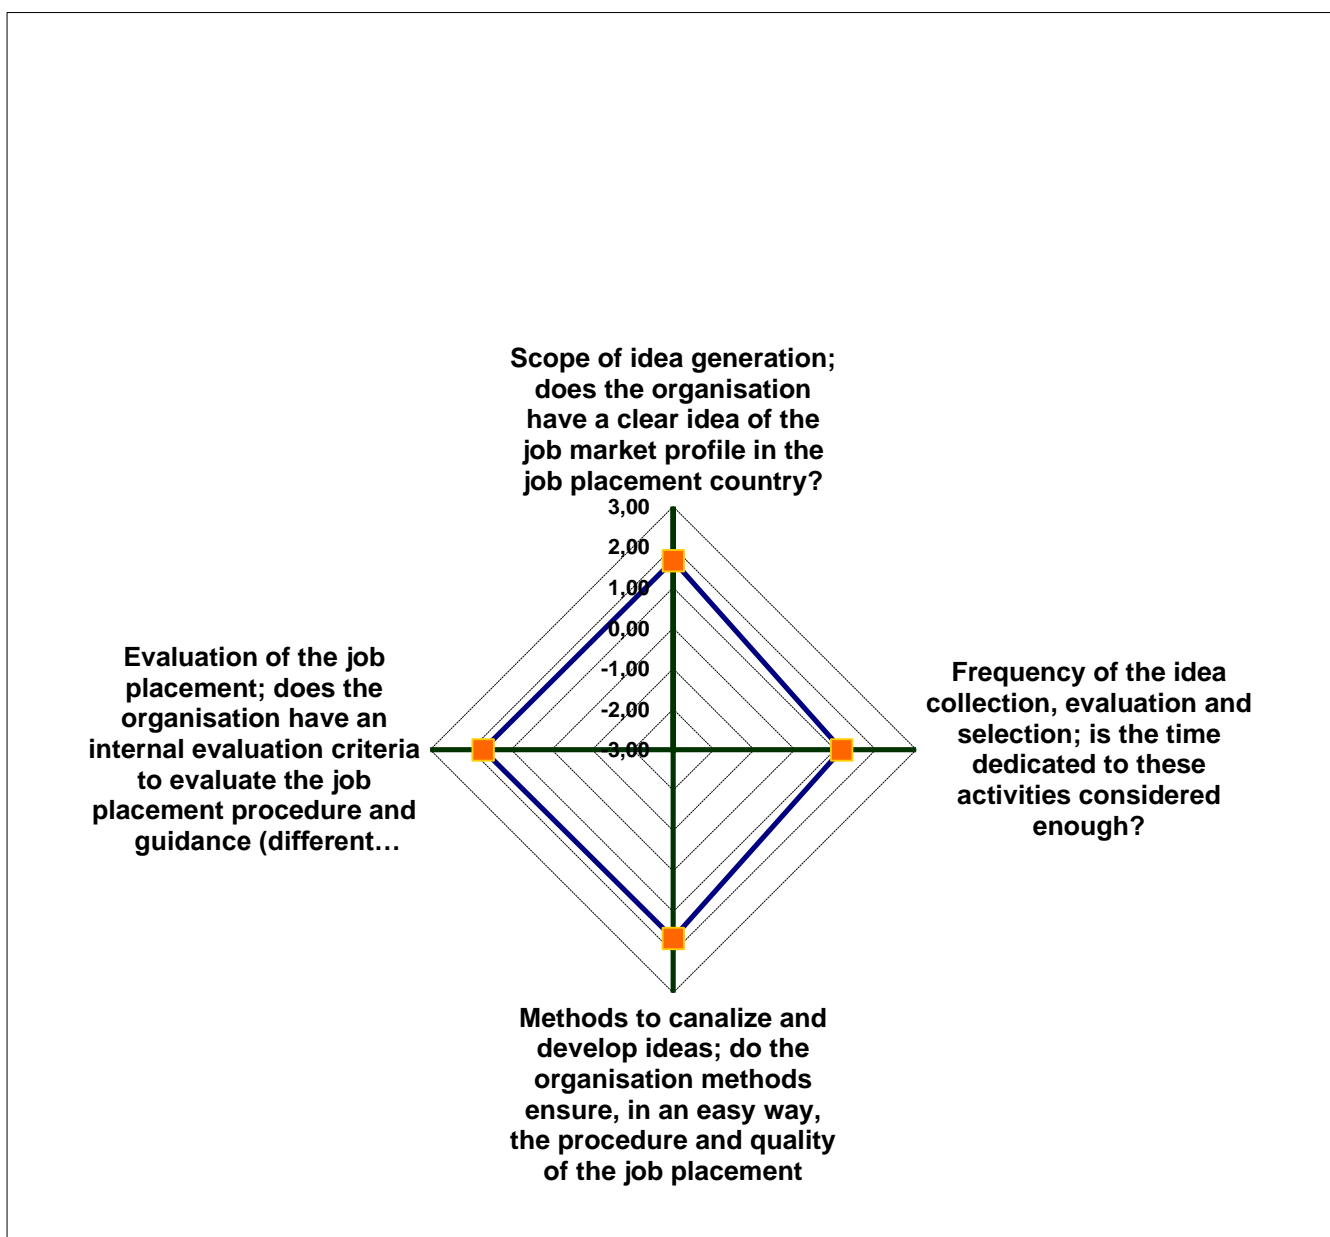 Scope of idea generation;
does the organisation
have a clear idea of the
job market profile in the
job placement country?
3,00
2,00
1,00
0,00
-1,00
-2,00
-3,00
Frequency of the idea
collection, evaluation and
selection; is the time
dedicated to these
activities considered
enough?
Methods to canalize and
develop ideas; do the
organisation methods
ensure, in an easy way,
the procedure and quality
of the job placement
Evaluation of the job
placement; does the
organisation have an
internal evaluation criteria
to evaluate the job
placement procedure and
guidance (different…